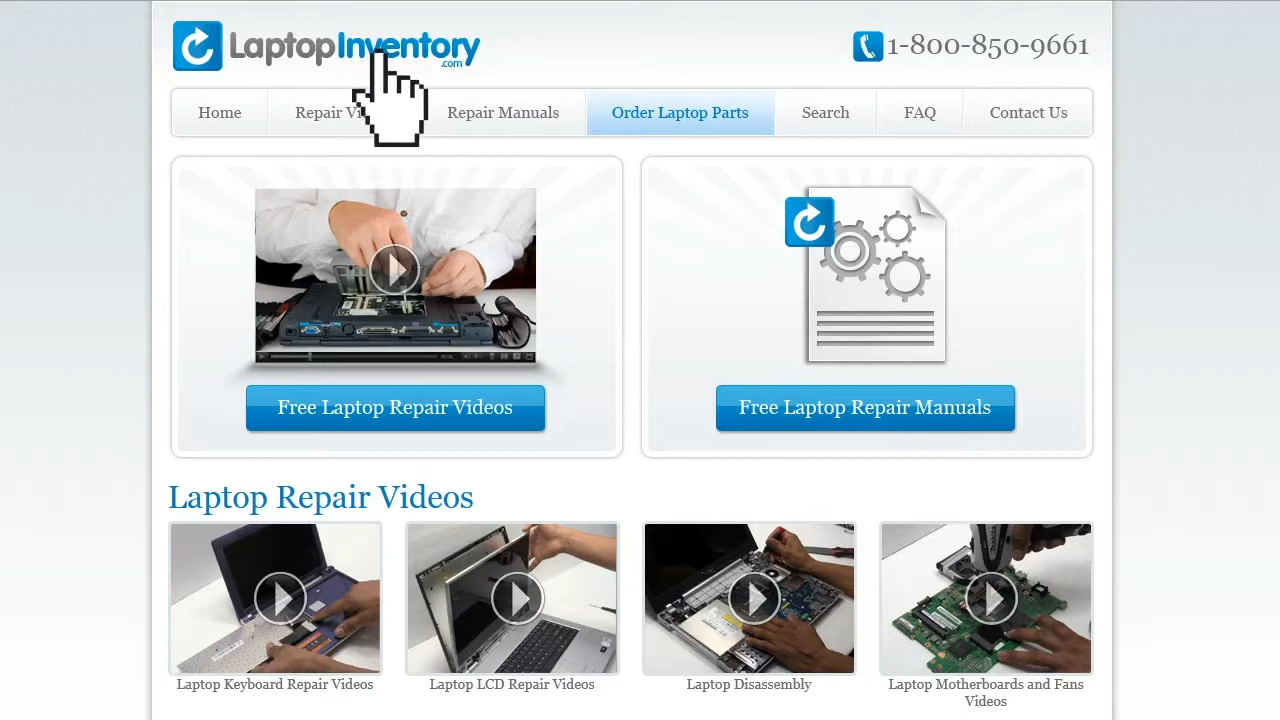 LaptopInventory
.com
1-800-850-9661
Home
Repair Vi
Repair Manuals
Order Laptop Parts
Search
FAQ
Contact Us
Free Laptop Repair Videos
Free Laptop Repair Manuals
Laptop Repair Videos
Laptop Keyboard Repair Videos
Laptop LCD Repair Videos
Laptop Disassembly
Laptop Motherboards and Fans
Videos